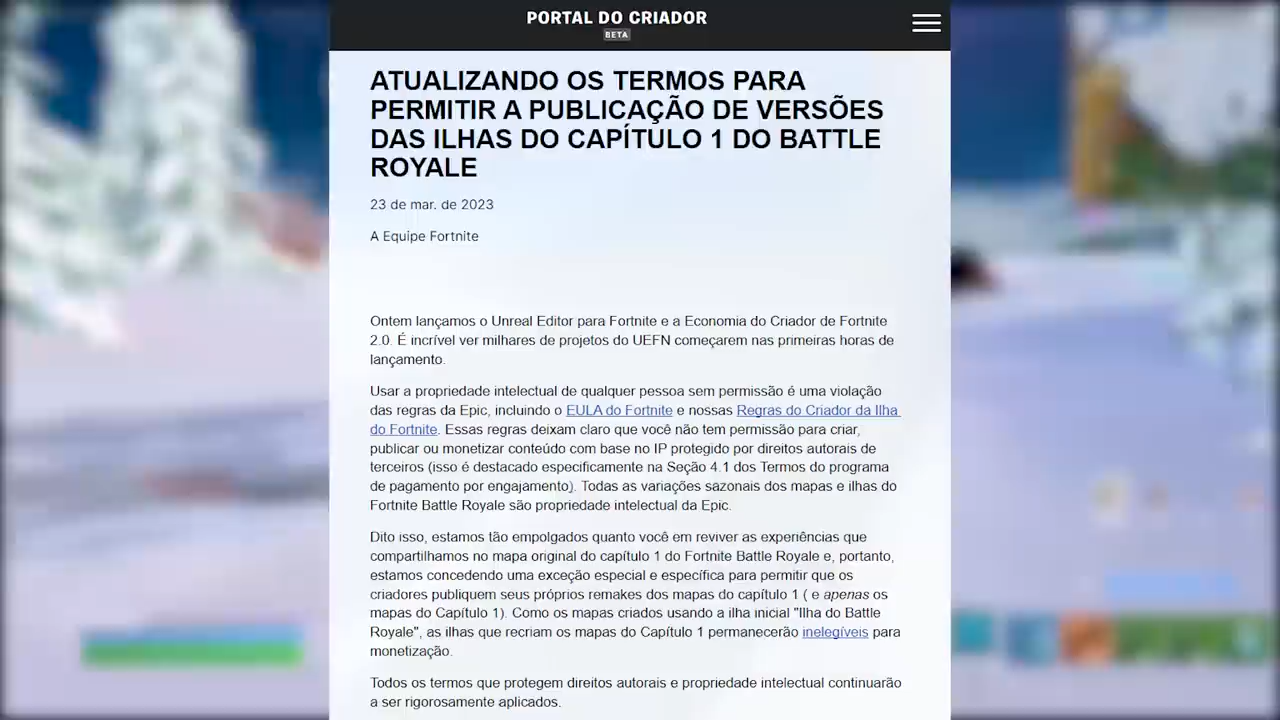 PORTAL DO CRIADOR
BETA
ATUALIZANDO OS TERMOS PARA
PERMITIR A PUBLICAÇÃO DE VERSÕES
DAS ILHAS DO CAPÍTULO 1 DO BATTLE
ROYALE
23 de mar. de 2023
A Equipe Fortnite
Ontem lançamos o Unreal Editor para Fortnite e a Economia do Criador de Fortnite
2.0. É incrível ver milhares de projetos do UEFN começarem nas primeiras horas de
lançamento.
Usar a propriedade intelectual de qualquer pessoa sem permissão é uma violação
das regras da Epic, incluindo o EULA do Fortnite e nossas Regras do Criador da Ilha
do Fortnite. Essas regras deixam claro que você não tem permissão para criar,
publicar ou monetizar conteúdo com base no IP protegido por direitos autorais de
terceiros (isso é destacado especificamente na Seção 4.1 dos Termos do programa
de pagamento por engajamento). Todas as variações sazonais dos mapas e ilhas do
Fortnite Battle Royale são propriedade intelectual da Epic.
Dito isso, estamos tão empolgados quanto você em reviver as experiências que
compartilhamos no mapa original do capítulo 1 do Fortnite Battle Royale e, portanto,
estamos concedendo uma exceção especial e específica para permitir que os
criadores publiquem seus próprios remakes dos mapas do capítulo 1 ( e apenas os
mapas do Capítulo 1). Como os mapas criados usando a ilha inicial "Ilha do Battle
Royale", as ilhas que recriam os mapas do Capítulo 1 permanecerão inelegíveis para
monetização.
Todos os termos que protegem direitos autorais e propriedade intelectual continuarão
a ser rigorosamente aplicados.